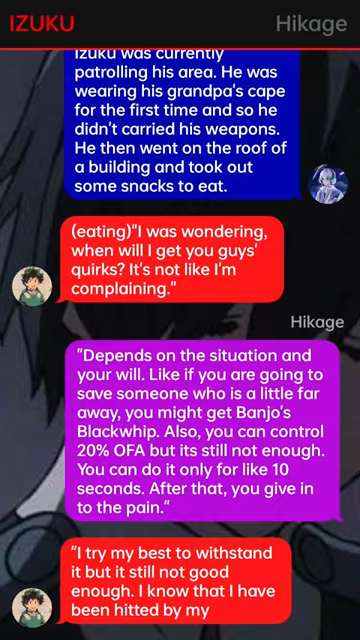 IZUKU
Hikage
Izuku was currently
patrolling his area. He was
wearing his grandpa's cape
for the first time and so he
didn't carried his weapons.
He then went on the roof of
a building and took out
some snacks to eat.
(eating)"I was wondering,
when will I get you guys'
quirks? It's not like I'm
complaining."
Hikage
"Depends on the situation and
your will. Like if you are going to
save someone who is a little far
away, you might get Banjo's
Blackwhip. Also, you can control
20% OFA but its still not enough.
You can do it only for like 10
seconds. After that, you give in
to the pain."
"I try my best to withstand
it but it still not good
enough. I know that I have
been hitted by my